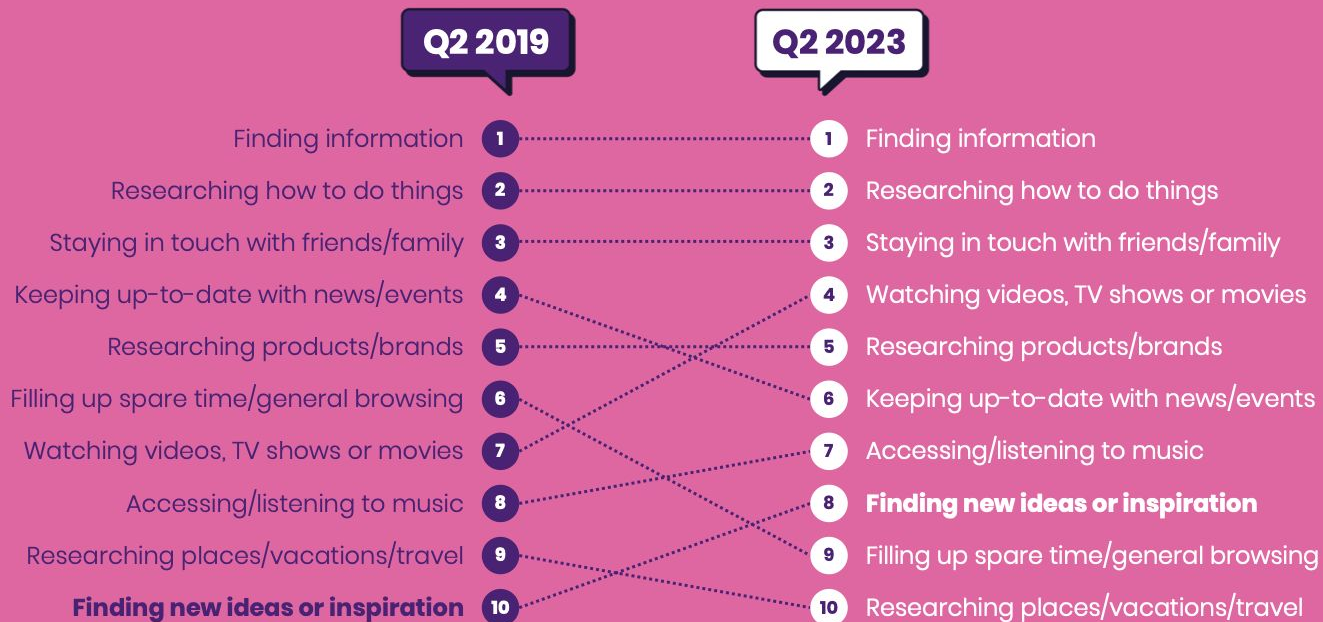 Q2 2019 Q2 2023
Finding information 1 1 Finding information
Researching how to do things 2 2 Researching how to do things
Staying in touch with friends/family 3 3 Staying in touch with friends/family
Keeping up-to-date with news/events 4 4 Watching videos, TV shows or movies
Researching products/brands 5 5 Researching products/brands
Filling up spare time/general browsing 6 6 Keeping up-to-date with news/events
Watching videos, TV shows or movies 7 7 Accessing/listening to music
Accessing/listening to music 8 8 Finding new ideas or inspiration
Researching places/vacations/travel 9 9 Filling up spare time/general browsing
Finding new ideas or inspiration 10 10 Researching places/vacations/travel